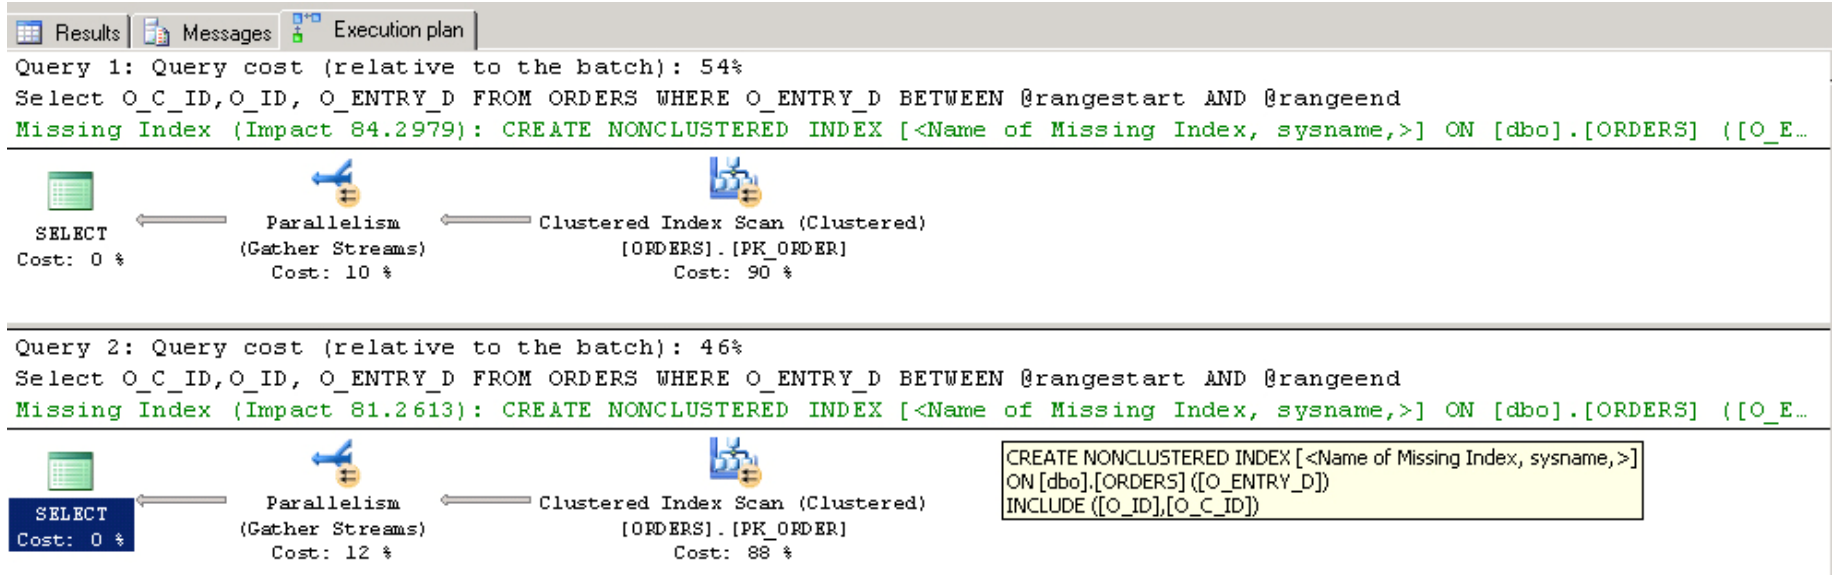 Results Messages Execution plan
Query 1: Query cost (relative to the batch): 54%
Select O_C_ID,O_ID, O_ENTRY_D FROM ORDERS WHERE O_ENTRY_D BETWEEN @rangestart AND @rangeend
Missing Index (Impact 84.2979): CREATE NONCLUSTERED INDEX [<Name of Missing Index, sysname,>] ON [dbo].[ORDERS] ([O_E…
SELECT
Cost: 0 %
Parallelism
(Gather Streams)
Cost: 10 %
Clustered Index Scan (Clustered)
[ORDERS].[PK_ORDER]
Cost: 90 %
Query 2: Query cost (relative to the batch): 46%
Select O_C_ID,O_ID, O_ENTRY_D FROM ORDERS WHERE O_ENTRY_D BETWEEN @rangestart AND @rangeend
Missing Index (Impact 81.2613): CREATE NONCLUSTERED INDEX [<Name of Missing Index, sysname,>] ON [dbo].[ORDERS] ([O_E…
SELECT
Cost: 0 %
Parallelism
(Gather Streams)
Cost: 12 %
Clustered Index Scan (Clustered)
[ORDERS].[PK_ORDER]
Cost: 88 %
CREATE NONCLUSTERED INDEX [<Name of Missing Index, sysname,>]
ON [dbo].[ORDERS] ([O_ENTRY_D])
INCLUDE ([O_ID],[O_C_ID])